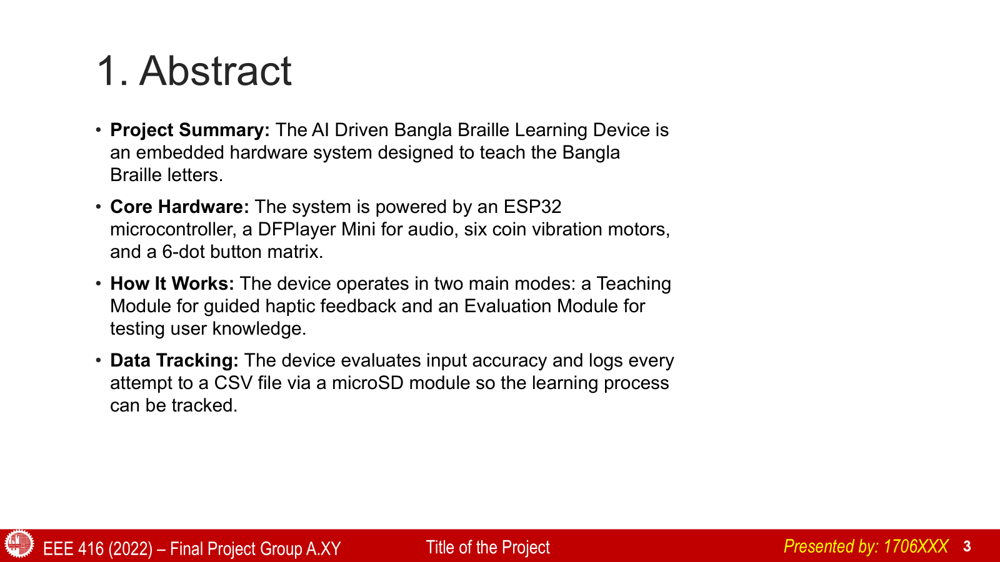 1. Abstract
• Project Summary: The AI Driven Bangla Braille Learning Device is
an embedded hardware system designed to teach the Bangla
Braille letters.
• Core Hardware: The system is powered by an ESP32
microcontroller, a DFPlayer Mini for audio, six coin vibration motors,
and a 6-dot button matrix.
• How It Works: The device operates in two main modes: a Teaching
Module for guided haptic feedback and an Evaluation Module for
testing user knowledge.
• Data Tracking: The device evaluates input accuracy and logs every
attempt to a CSV file via a microSD module so the learning process
can be tracked.
EEE 416 (2022) – Final Project Group A.XY
Title of the Project
Presented by: 1706XXX
3